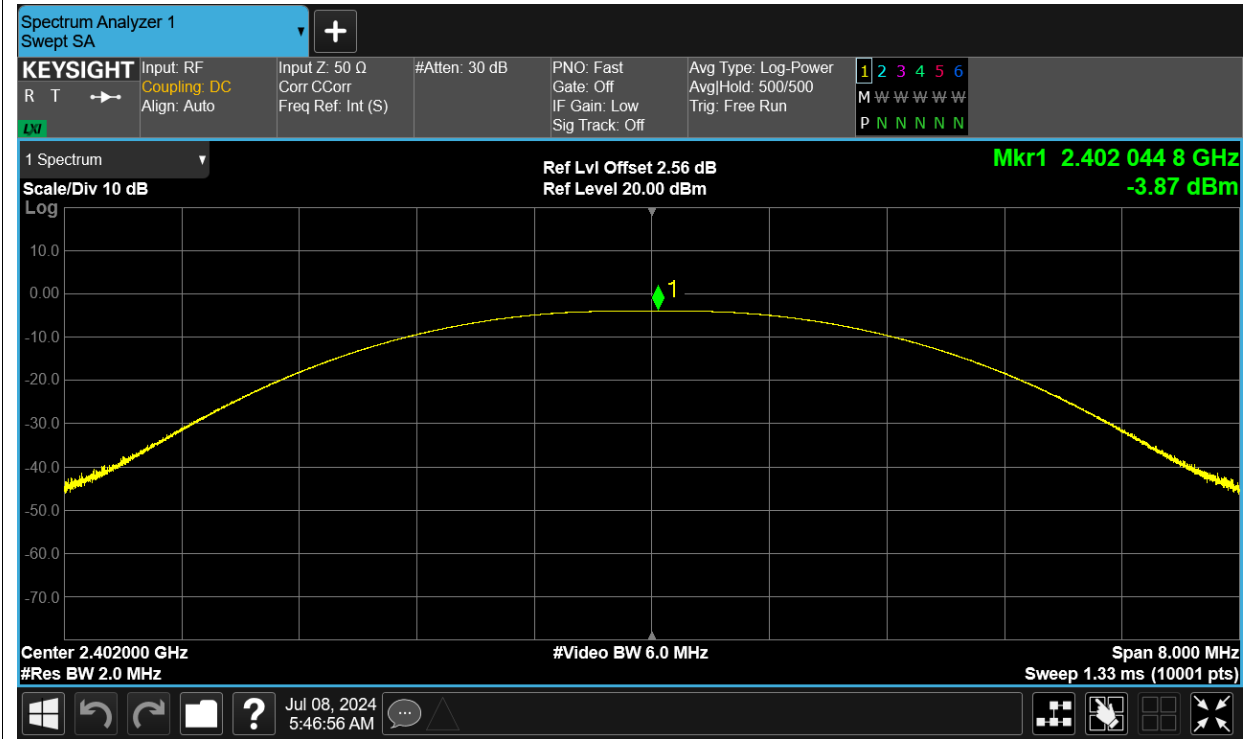 Spectrum Analyzer 1
Swept SA
+
KEYSIGHT Input: RF Input Z: 50 Ω #Atten: 30 dB PNO: Fast Avg Type: Log-Power 1 2 3 4 5 6
R T Coupling: DC Corr CCorr Gate: Off Avg|Hold: 500/500 M W W W W W
Align: Auto Freq Ref: Int (S) IF Gain: Low Trig: Free Run
LXI Sig Track: Off P N N N N N
1 Spectrum Ref Lvl Offset 2.56 dB Mkr1 2.402 044 8 GHz
Scale/Div 10 dB Ref Level 20.00 dBm -3.87 dBm
Log
10.0
0.00
1
-10.0
-20.0
-30.0
-40.0
-50.0
-60.0
-70.0
Center 2.402000 GHz #Video BW 6.0 MHz Span 8.000 MHz
#Res BW 2.0 MHz Sweep 1.33 ms (10001 pts)
? Jul 08, 2024
5:46:56 AM